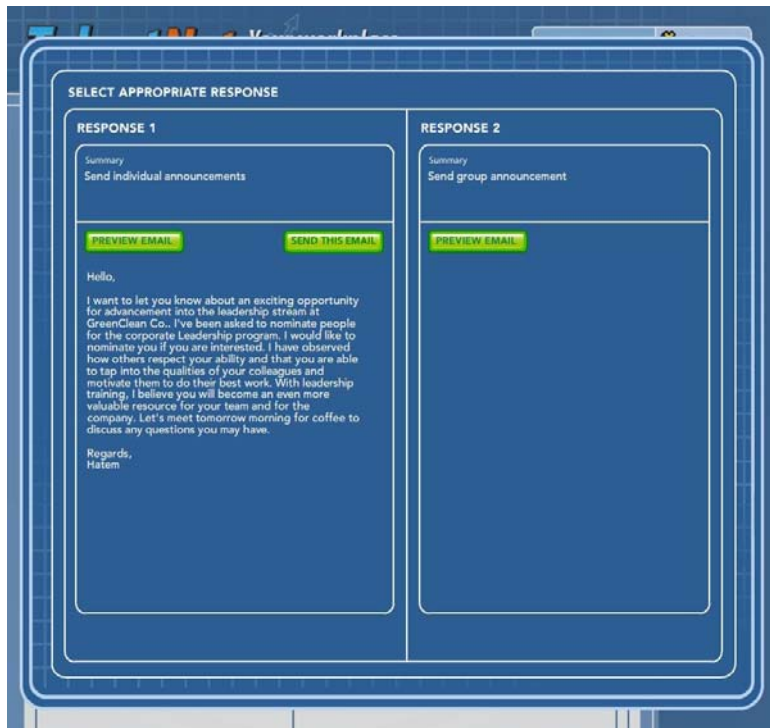 SELECT APPROPRIATE RESPONSE
RESPONSE 1
Summary
Send individual announcements
PREVIEW EMAIL
SEND THIS EMAIL
Hello,
I want to let you know about an exciting opportunity
for advancement into the leadership stream at
GreenClean Co.. I've been asked to nominate people
for the corporate Leadership program. I would like to
nominate you if you are interested. I have observed
how others respect your ability and that you are able
to tap into the qualities of your colleagues and
motivate them to do their best work. With leadership
training, I believe you will become an even more
valuable resource for your team and for the
company. Let's meet tomorrow morning for coffee to
discuss any questions you may have.
Regards,
Hatem
RESPONSE 2
Summary
Send group announcement
PREVIEW EMAIL